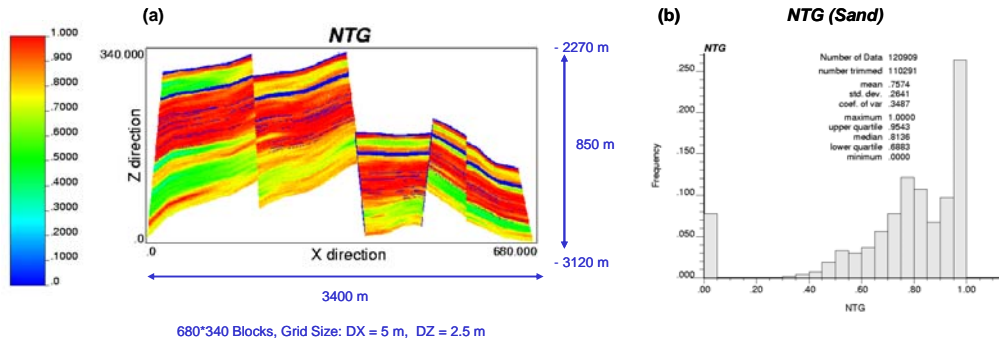 (a)
NTG
1.000
.900
.8000
.7000
.6000
.5000
.4000
.3000
.2000
.1000
.0
340.000
Z direction
.0
X direction
.0
680.000
- 2270 m
850 m
- 3120 m
3400 m
680*340 Blocks, Grid Size: DX = 5 m, DZ = 2.5 m
(b)
NTG (Sand)
NTG
Number of Data 120909
number trimmed 110291
mean .7574
std. dev. .2641
coef. of var .3487
maximum 1.0000
upper quartile .9543
median .8136
lower quartile .6883
minimum .0000
Frequency
.250
.200
.150
.100
.050
.000
.00 .20 .40 .60 .80 1.00
NTG